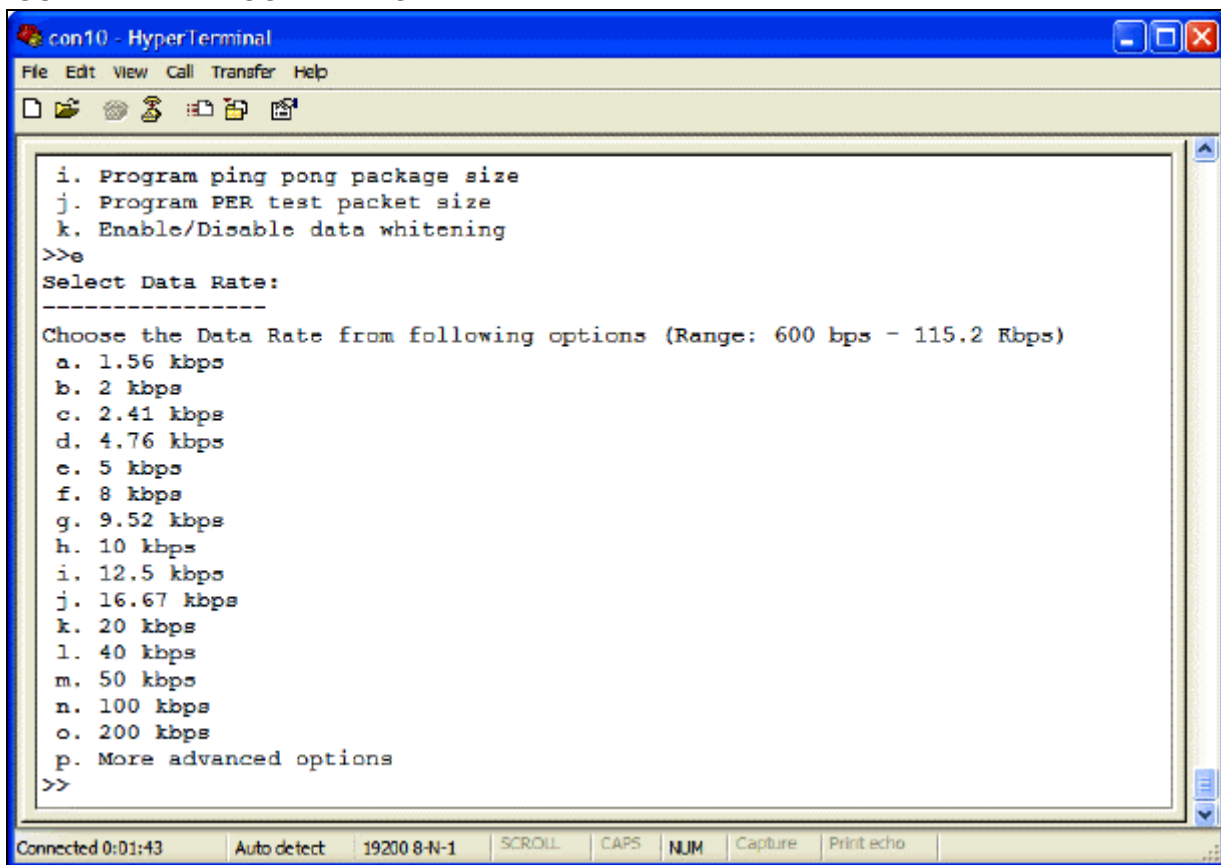 con10 - HyperTerminal
File Edit View Call Transfer Help
i. Program ping pong package size
j. Program PER test packet size
k. Enable/Disable data whitening
>>e
Select Data Rate:
----------------
Choose the Data Rate from following options (Range: 600 bps - 115.2 Kbps)
a. 1.56 kbps
b. 2 kbps
c. 2.41 kbps
d. 4.76 kbps
e. 5 kbps
f. 8 kbps
g. 9.52 kbps
h. 10 kbps
i. 12.5 kbps
j. 16.67 kbps
k. 20 kbps
l. 40 kbps
m. 50 kbps
n. 100 kbps
o. 200 kbps
p. More advanced options
>>
Connected 0:01:43 Auto detect 19200 8-N-1 SCROLL CAPS NUM Capture Print echo